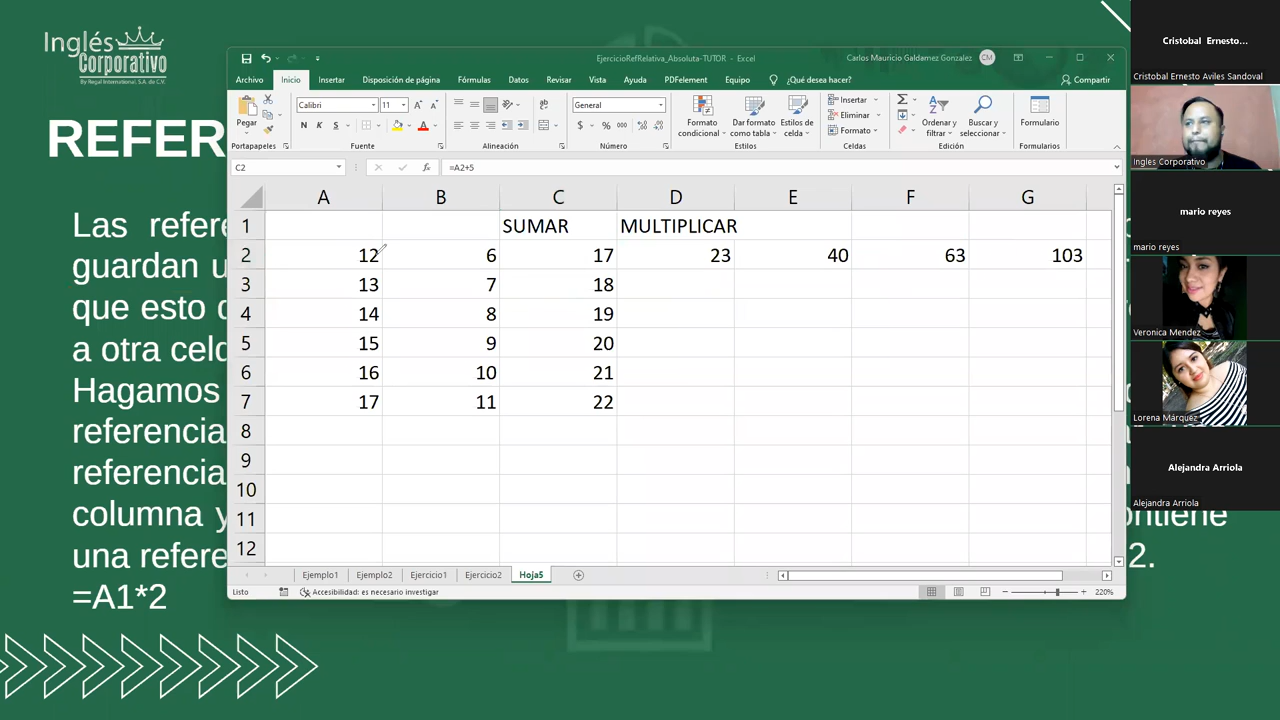 Inglés
Corporativo
By Regal International, S.A. de C.V.
REFER
Las refere
guardan u
que esto d
a otra celd
Hagamos
referencia
referencia
columna y
una refere
=A1*2
ontiene
2.
EjercicioRefRelativa_Absoluta-TUTOR - Excel
Carlos Mauricio Galdamez Gonzalez CM
Archivo Inicio Insertar Disposición de página Fórmulas Datos Revisar Vista Ayuda PDFelement Equipo ¿Qué desea hacer? Compartir
Pegar
Calibri 11
N K S
General
$ % 000
Formato condicional
Dar formato como tabla
Estilos de celda
Insertar
Eliminar
Formato
Ordenar y filtrar
Buscar y seleccionar
Formulario
Portapapeles Fuente Alineación Número Estilos Celdas Edición Formularios
C2 fx =A2+5
A B C D E F G
1 SUMAR MULTIPLICAR
2 12 6 17 23 40 63 103
3 13 7 18
4 14 8 19
5 15 9 20
6 16 10 21
7 17 11 22
8
9
10
11
12
Ejemplo1 Ejemplo2 Ejercicio1 Ejercicio2 Hoja5
Listo Accesibilidad: es necesario investigar 220%
Cristobal Ernesto...
Cristobal Ernesto Aviles Sandoval
Ingles Corporativo
mario reyes
mario reyes
Veronica Mendez
Lorena Márquez
Alejandra Arriola
Alejandra Arriola